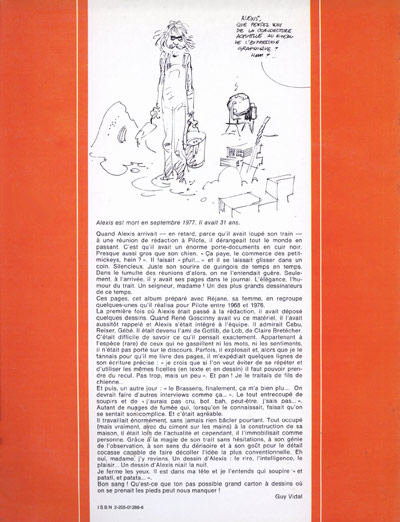 ALEXIS,
QUE PENSES TU
DE LA CONJONCTURE
ACTUELLE AU NIVEAU
DE L'EXPRESSION
GRAPHIQUE ?
HUM ?...
Alexis est mort en septembre 1977. Il avait 31 ans.
Quand Alexis arrivait — en retard, parce qu'il avait loupé son train —
à une réunion de rédaction à Pilote, il dérangeait tout le monde en
passant. C'est qu'il avait un énorme porte-documents en cuir noir.
Presque aussi gros que son chien. « Ça paye, le commerce des petit-
mickeys, hein ? ». Il faisait « pfuit... » et il se laissait glisser dans un
coin. Silencieux. Juste son sourire de guingois de temps en temps.
Dans le tumulte des réunions d'alors, on ne l'entendait guère. Seule-
ment à l'arrivée, il y avait ses pages dans le journal. L'élégance, l'hu-
mour du trait. Un seigneur, madame ! Un des plus grands dessinateurs
de ce temps.
Ces pages, cet album préparé avec Réjane, sa femme, en regroupe
quelques-unes qu'il réalisa pour Pilote entre 1968 et 1976.
La première fois où Alexis était passé à la rédaction, il avait déposé
quelques dessins. Quand René Goscinny avait vu ce matériel, il l'avait
aussitôt rappelé et Alexis s'était intégré à l'équipe. Il admirait Cabu,
Reiser, Gébé. Il était devenu l'ami de Gotlib, de Lob, de Claire Bretécher.
C'était difficile de savoir ce qu'il pensait exactement. Appartenant à
l'espèce (rare) de ceux qui ne gaspillent ni les mots, ni les sentiments,
il n'était pas porté sur le discours. Parfois, il explosait et alors que je le
tannais pour qu'il me livre des pages, il m'expédiait quelques lignes de
son écriture précise : « je crois que si l'on veut éviter de se répéter et
d'utiliser les mêmes ficelles (en texte et en dessin) il faut pouvoir pren-
dre du recul. Pas trop, mais un peu ». Et pan ! Je le traitais de fils de
chienne...
Et puis, un autre jour : « le Brassens, finalement, ça m'a bien plu... On
devrait faire d'autres interviews comme ça... ». Le tout entrecoupé de
soupirs et de « j'aurais pas cru, bof, bah, peut-être, j'sais pas... ».
Autant de nuages de fumée qui, lorsqu'on le connaissait, faisait qu'on
se sentait son complice. Et c'était agréable.
Il travaillait énormément, sans jamais rien bâcler pourtant. Tout occupé
(mais vraiment, avec du ciment sur les mains) à la construction de sa
maison, il était loin de l'actualité et cependant, il l'immobilisait comme
personne. Grâce à la magie de son trait sans hésitations, à son génie
de l'observation, à son sens du dérisoire et à son goût pour le détail
cocasse capable de faire décoller l'idée la plus conventionnelle. Eh
oui, madame, j'y reviens. Un dessin d'Alexis : le rire, l'intelligence, le
plaisir... Un dessin d'Alexis niait la nuit.
Je ferme les yeux. Il est dans ma tête et je l'entends qui soupire « et
patati, et patata... ».
Bon sang ! Qu'est-ce que ton pas possible grand carton à dessins où
on se prenait les pieds peut nous manquer !
Guy Vidal
ISBN 2-205-01286-6